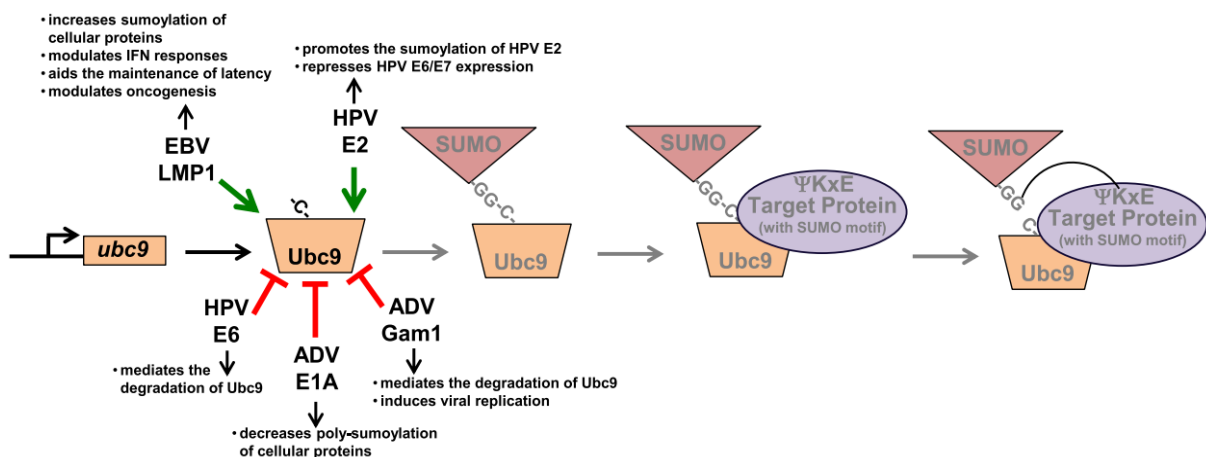 • increases sumoylation of
cellular proteins
• modulates IFN responses
• aids the maintenance of latency
• modulates oncogenesis
• promotes the sumoylation of HPV E2
• represses HPV E6/E7 expression
EBV
LMP1
HPV
E2
ubc9
-C-
Ubc9
SUMO
-GG-C-
Ubc9
SUMO
-GG-C-
ΨKxE
Target Protein
(with SUMO motif)
Ubc9
SUMO
-GG
C-
ΨKxE
Target Protein
(with SUMO motif)
Ubc9
HPV
E6
• mediates the
degradation of Ubc9
ADV
E1A
• decreases poly-sumoylation
of cellular proteins
ADV
Gam1
• mediates the degradation of Ubc9
• induces viral replication